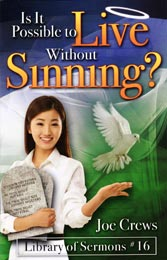 Is It
Possible to Live
Without
Sinning?
Joe Crews
Library of Sermons #16